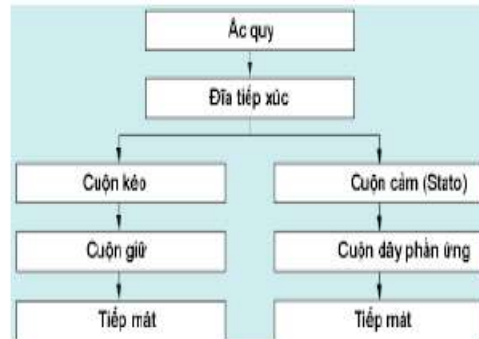 Ắc quy
Đĩa tiếp xúc
Cuộn kéo
Cuộn cảm (Stato)
Cuộn giữ
Cuộn dây phần ứng
Tiếp mát
Tiếp mát